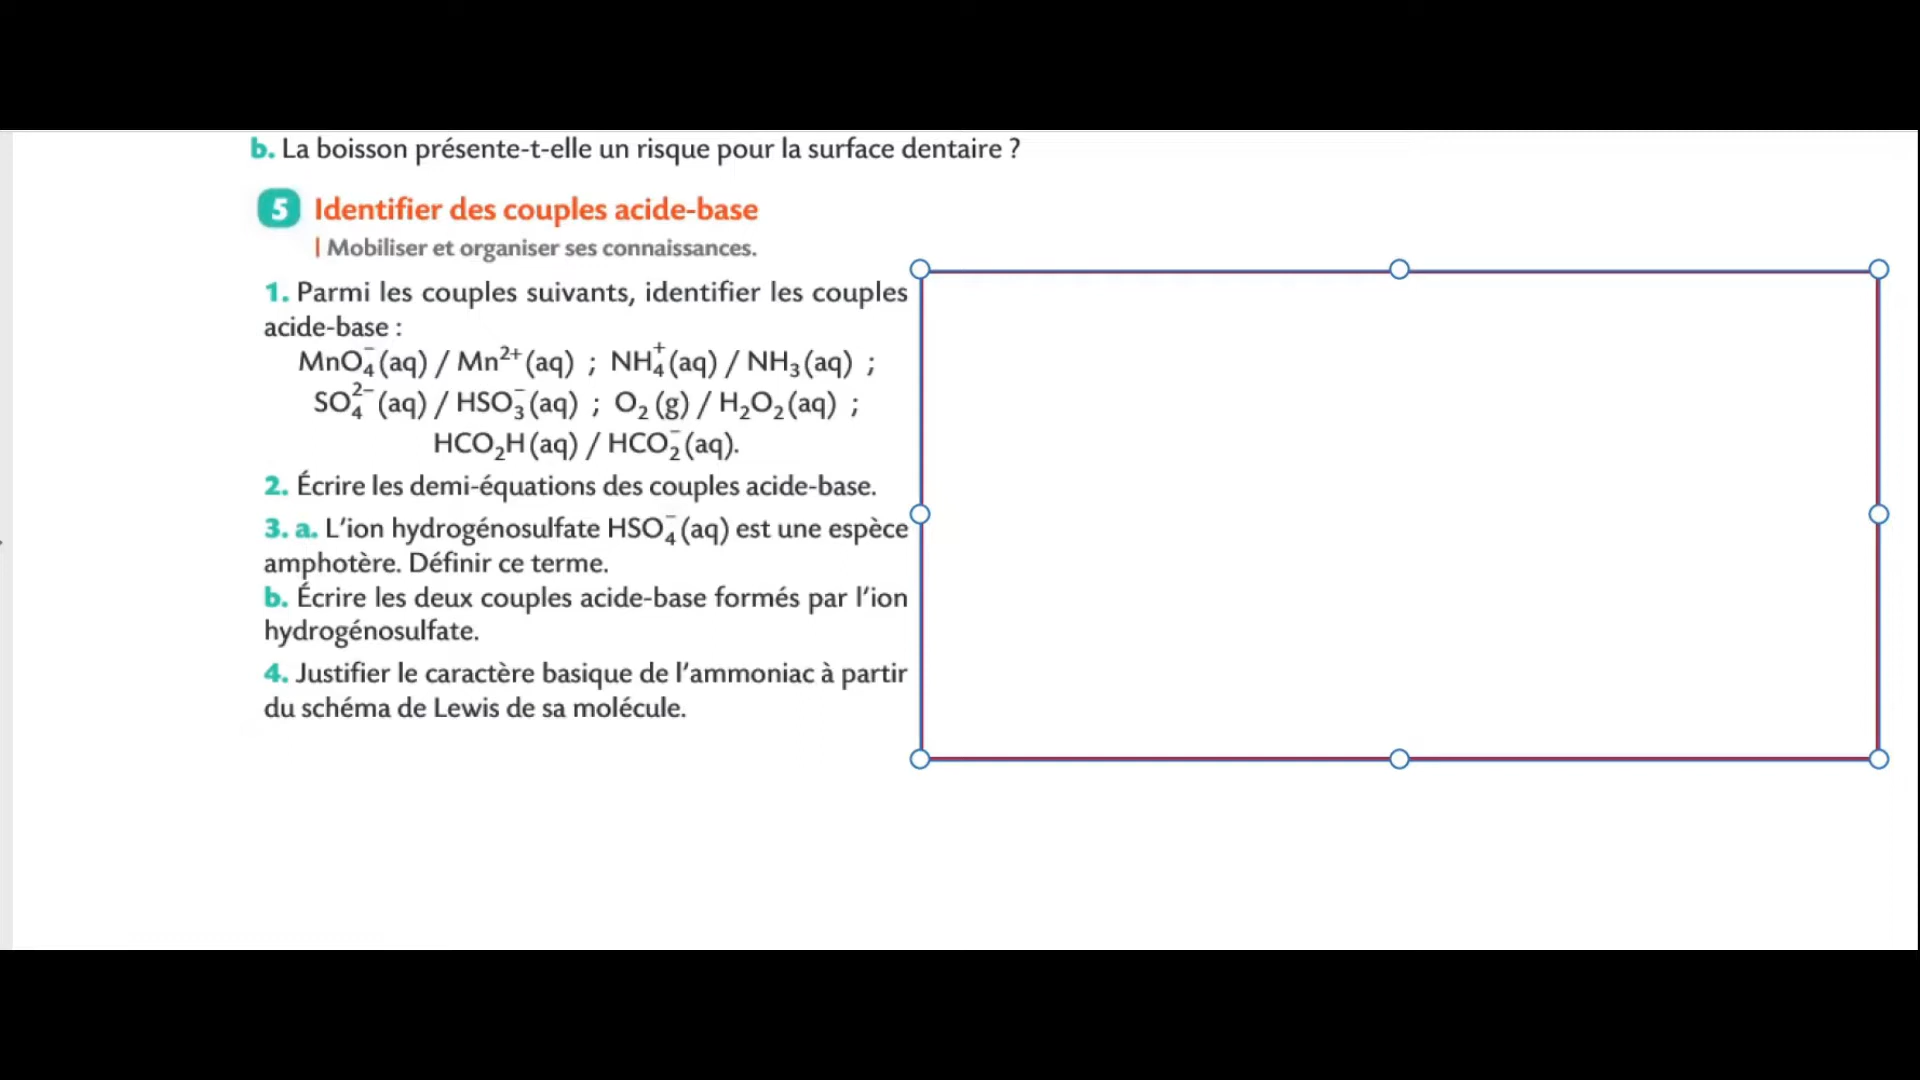 b. La boisson présente-t-elle un risque pour la surface dentaire ?
5 Identifier des couples acide-base
| Mobiliser et organiser ses connaissances.
1. Parmi les couples suivants, identifier les couples
acide-base :
MnO₄⁻(aq) / Mn²⁺(aq) ; NH₄⁺(aq) / NH₃(aq) ;
SO₄²⁻(aq) / HSO₃⁻(aq) ; O₂(g) / H₂O₂(aq) ;
HCO₂H(aq) / HCO₂⁻(aq).
2. Écrire les demi-équations des couples acide-base.
3. a. L’ion hydrogénosulfate HSO₄⁻(aq) est une espèce
amphotère. Définir ce terme.
b. Écrire les deux couples acide-base formés par l’ion
hydrogénosulfate.
4. Justifier le caractère basique de l’ammoniac à partir
du schéma de Lewis de sa molécule.